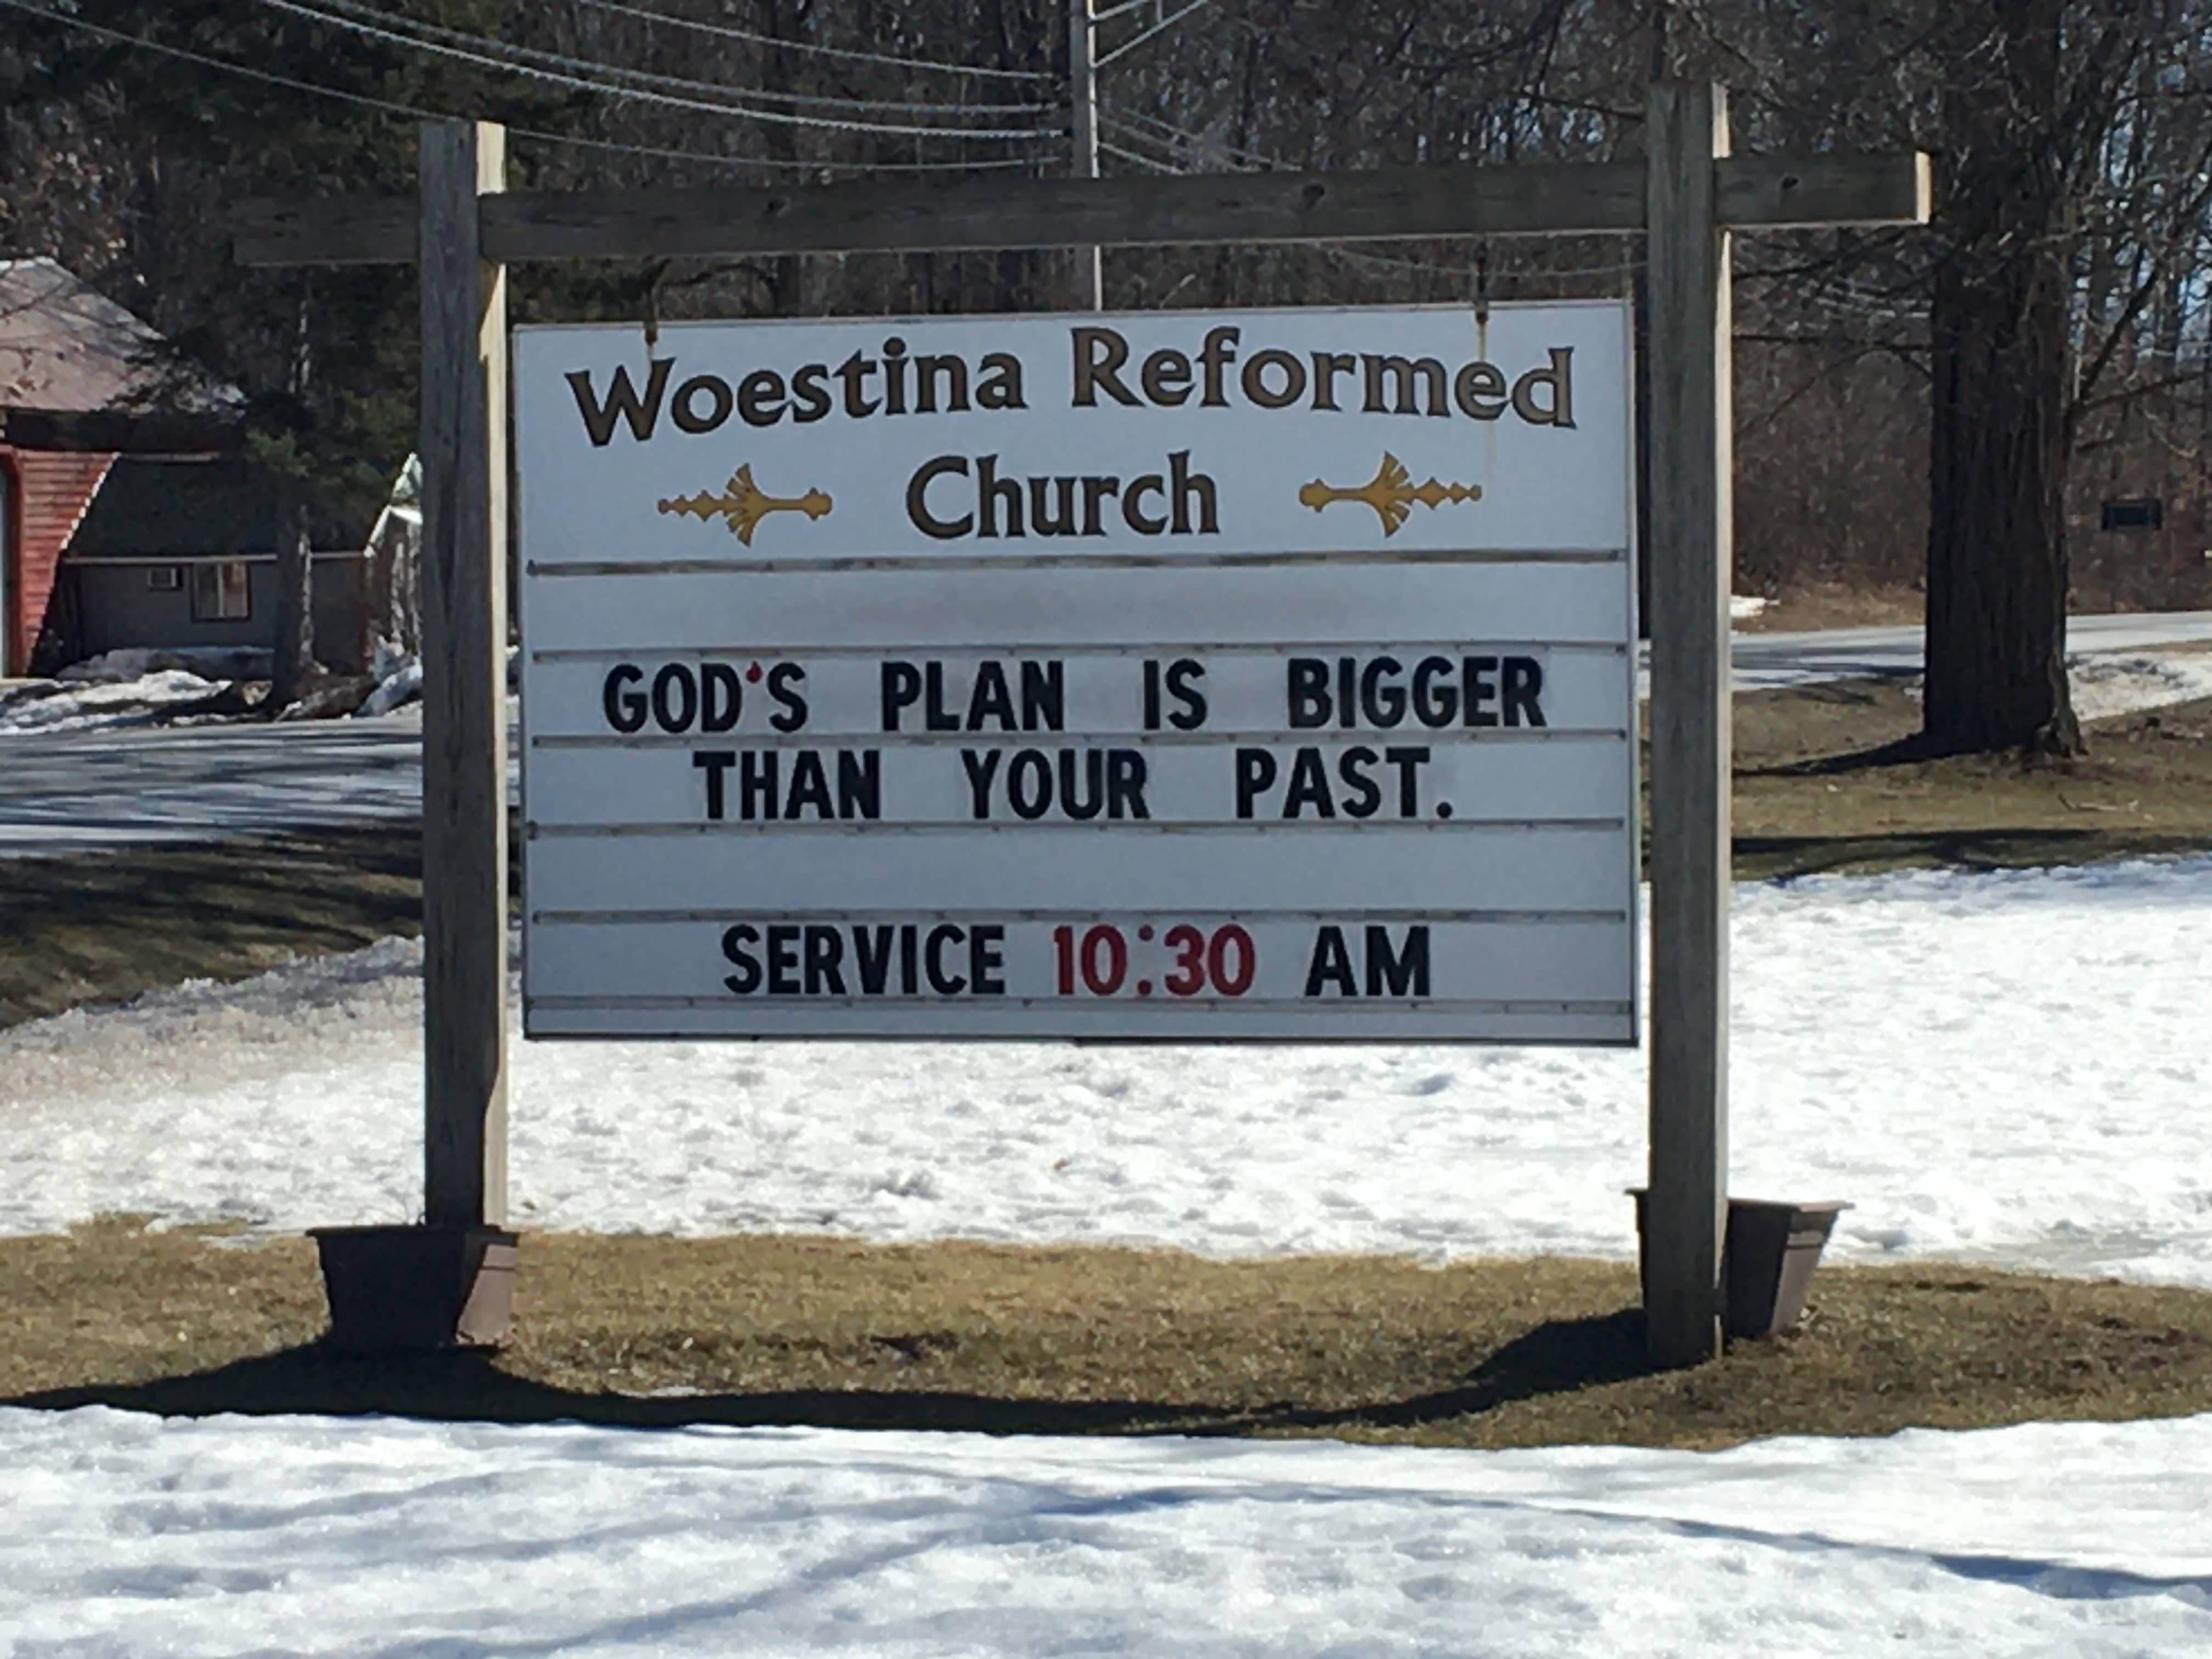 Woestina Reformed
Church
GOD'S PLAN IS BIGGER
THAN YOUR PAST.
SERVICE 10:30 AM